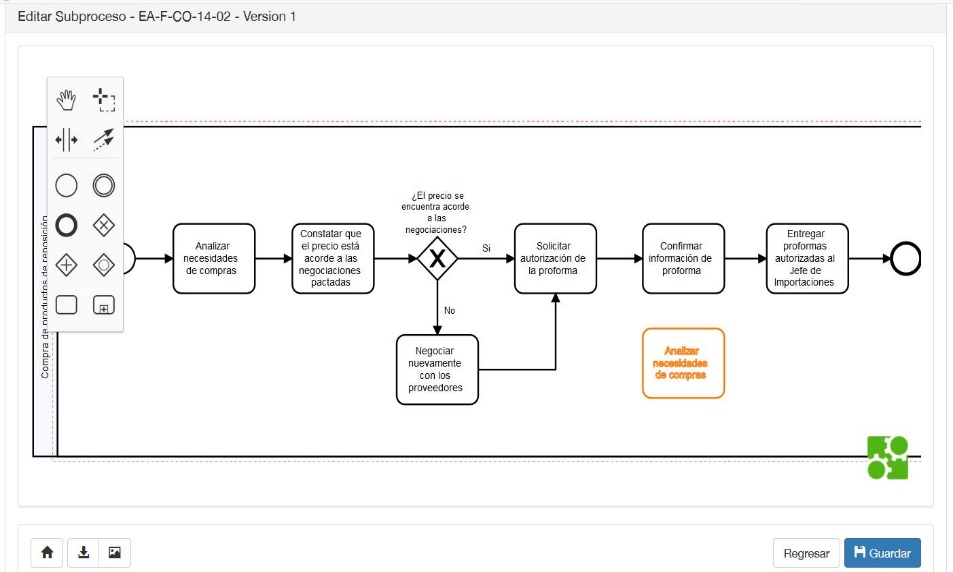 Editar Subproceso - EA-F-CO-14-02 - Version 1
Compra de productos de reposición
Analizar
necesidades
de compras
Constatar que
el precio está
acorde a las
negociaciones
pactadas
¿El precio se
encuentra acorde
a las
negociaciones?
Si
No
Negociar
nuevamente
con los
proveedores
Solicitar
autorización de
la proforma
Confirmar
información de
proforma
Entregar
proformas
autorizadas al
Jefe de
Importaciones
Analizar
necesidades
de compras
Regresar
Guardar